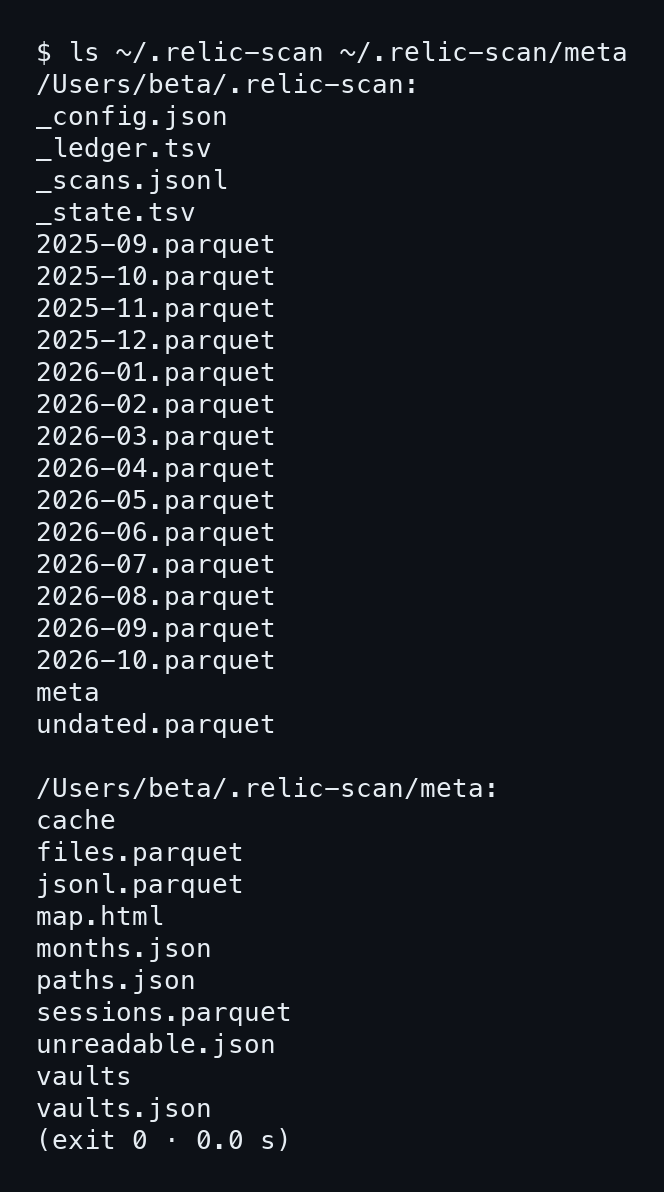 $ ls ~/.relic-scan ~/.relic-scan/meta
/Users/beta/.relic-scan:
_config.json
_ledger.tsv
_scans.jsonl
_state.tsv
2025-09.parquet
2025-10.parquet
2025-11.parquet
2025-12.parquet
2026-01.parquet
2026-02.parquet
2026-03.parquet
2026-04.parquet
2026-05.parquet
2026-06.parquet
2026-07.parquet
2026-08.parquet
2026-09.parquet
2026-10.parquet
meta
undated.parquet

/Users/beta/.relic-scan/meta:
cache
files.parquet
jsonl.parquet
map.html
months.json
paths.json
sessions.parquet
unreadable.json
vaults
vaults.json
(exit 0 · 0.0 s)